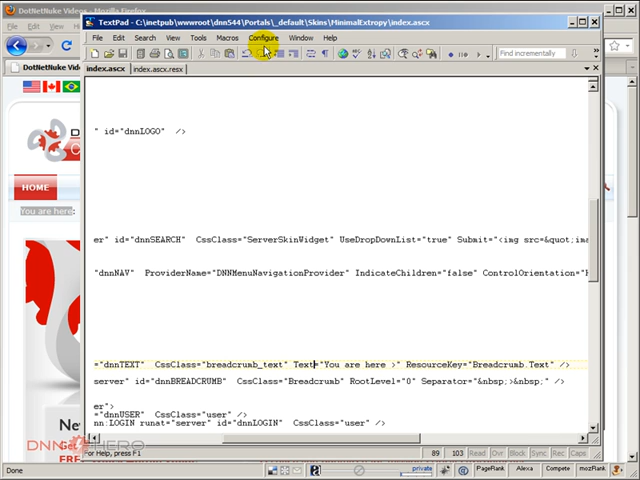 DotNetNuke Videos
TextPad - C:\inetpub\wwwroot\dnn544\Portals\_default\Skins\MinimalExtropy\index.ascx
File Edit
File Edit Search View Tools Macros Configure Window Help
Find incrementally
DotNetNuke Video
index.ascx index.ascx.resx
" id="dnnLOGO" />
D
C
HOME
You are here:
er" id="dnnSEARCH" CssClass="ServerSkinWidget" UseDropDownList="true" Submit="<img src=&quot;ima
"dnnNAV" ProviderName="DNNMenuNavigationProvider" IndicateChildren="false" ControlOrientation="H
="dnnTEXT" CssClass="breadcrumb_text" Text="You are here >" ResourceKey="Breadcrumb.Text" />
server" id="dnnBREADCRUMB" CssClass="Breadcrumb" RootLevel="0" Separator="&nbsp;>&nbsp;" />
er">
="dnnUSER" CssClass="user" />
nn:LOGIN runat="server" id="dnnLOGIN" CssClass="user" />
New
Get
FREE
DNNHERO
For Help, press F1
89 103 Read Ovr Block Sync Rec Caps
Done
private
PageRank Alexa Compete mozRank